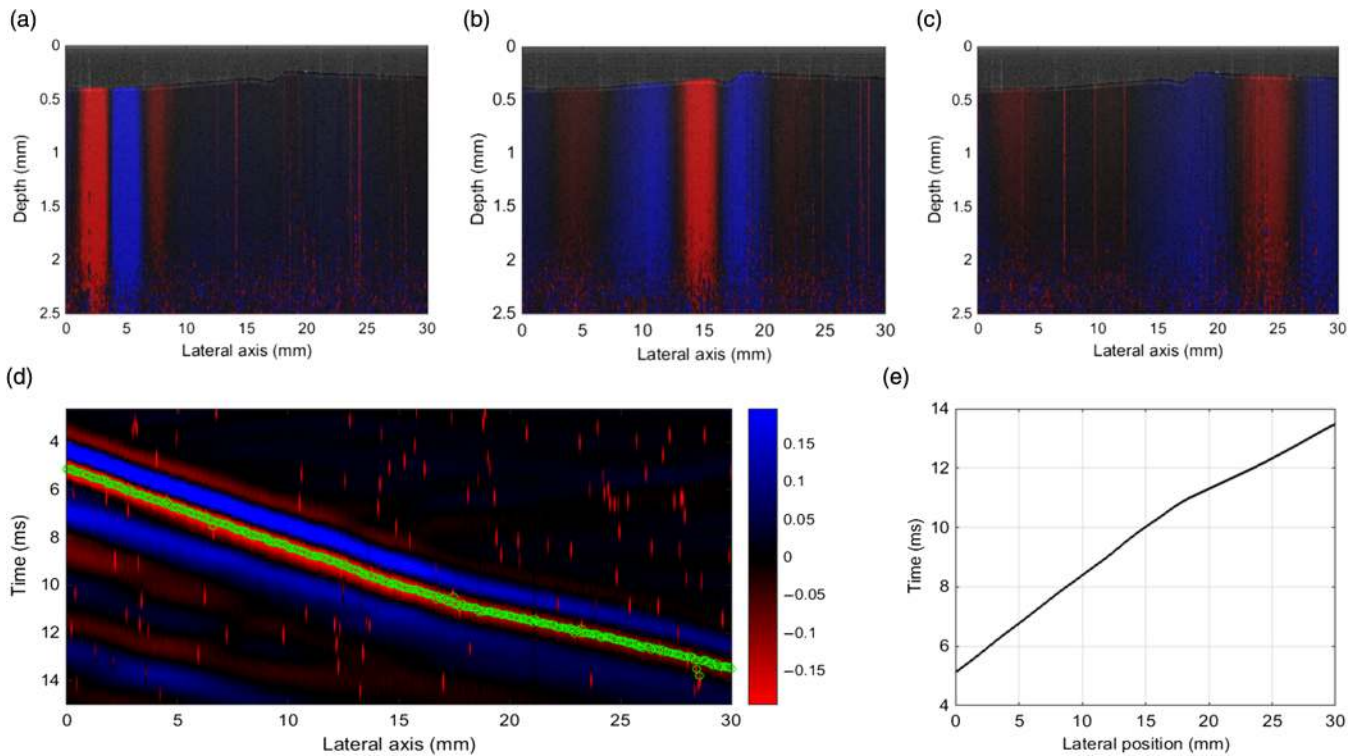 (a)
(b)
(c)
0
0.5
1
1.5
2
2.5
Depth (mm)
0 5 10 15 20 25 30
Lateral axis (mm)
0
0.5
1
1.5
2
2.5
Depth (mm)
0 5 10 15 20 25 30
Lateral axis (mm)
0
0.5
1
1.5
2
2.5
Depth (mm)
0 5 10 15 20 25 30
Lateral axis (mm)
(d)
4
6
8
10
12
14
Time (ms)
0 5 10 15 20 25 30
Lateral axis (mm)
0.15
0.1
0.05
0
−0.05
−0.1
−0.15
(e)
14
12
10
8
6
4
Time (ms)
0 5 10 15 20 25 30
Lateral position (mm)